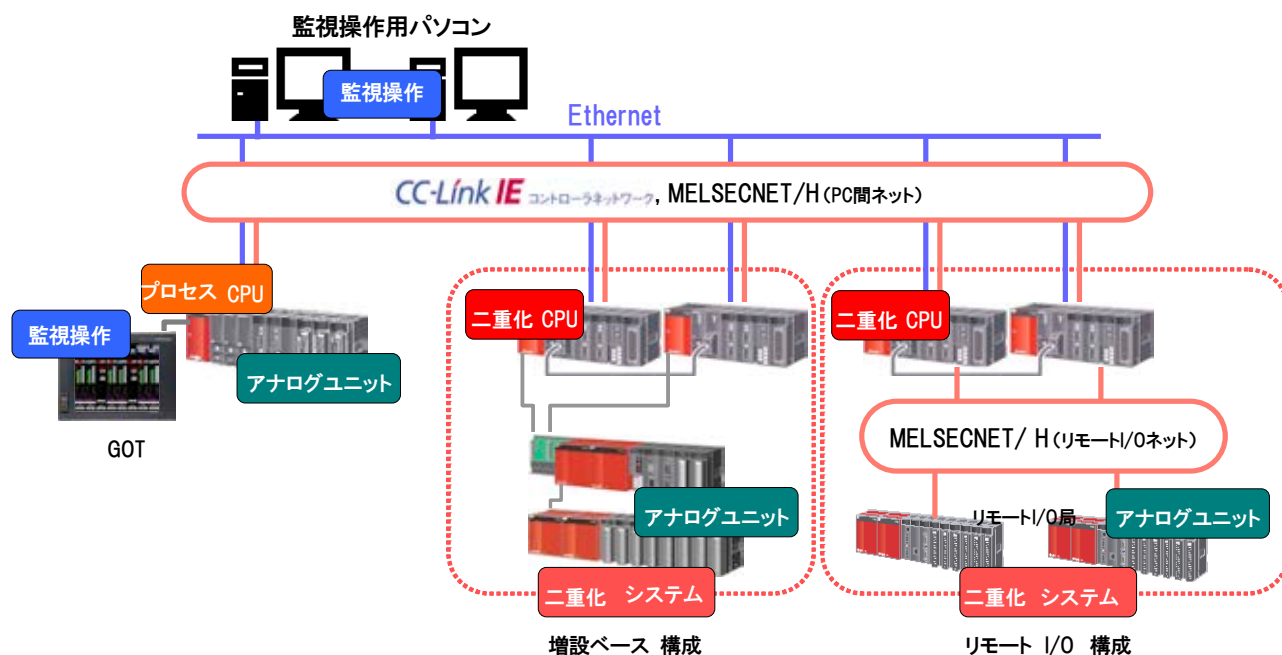 監視操作用パソコン
監視操作
Ethernet
CC-Link IE コントローラネットワーク, MELSECNET/H(PC間ネット)
プロセス CPU
監視操作
アナログユニット
GOT
二重化 CPU
アナログユニット
二重化 システム
増設ベース 構成
二重化 CPU
MELSECNET/ H(リモートI/Oネット)
リモートI/O局
アナログユニット
二重化 システム
リモート I/O 構成